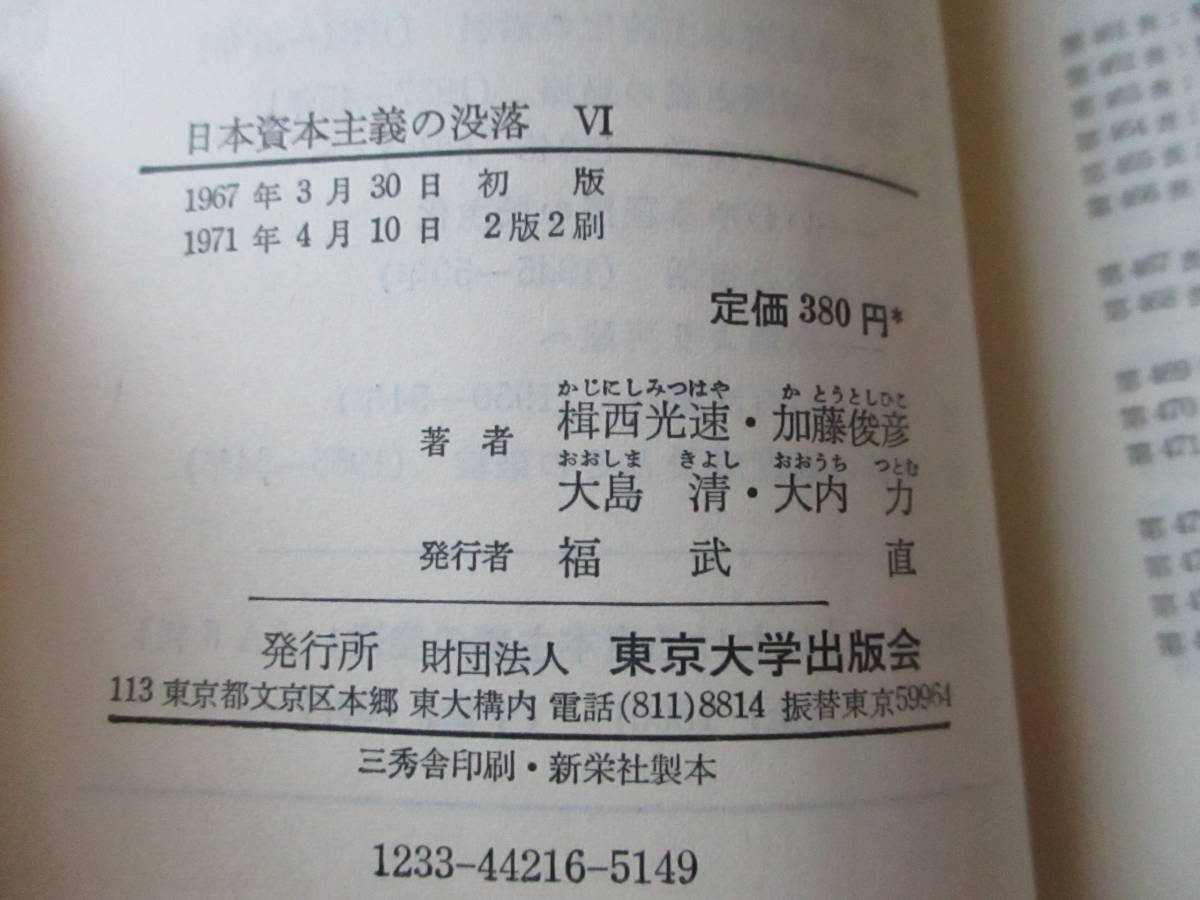 日本資本主義の没落 Ⅵ
1967年3月30日 初版
1971年4月10日 2版2刷
定価 380 円*
かじにしみつはや かとうとしひこ
著者 楫西光速・加藤俊彦
おおしま きよし おおうち つとむ
大島 清・大内 力
発行者 福武直
発行所 財団法人 東京大学出版会
113 東京都文京区本郷 東大構内 電話(811)8814 振替東京59964
三秀舎印刷・新栄社製本
1233-44216-5149